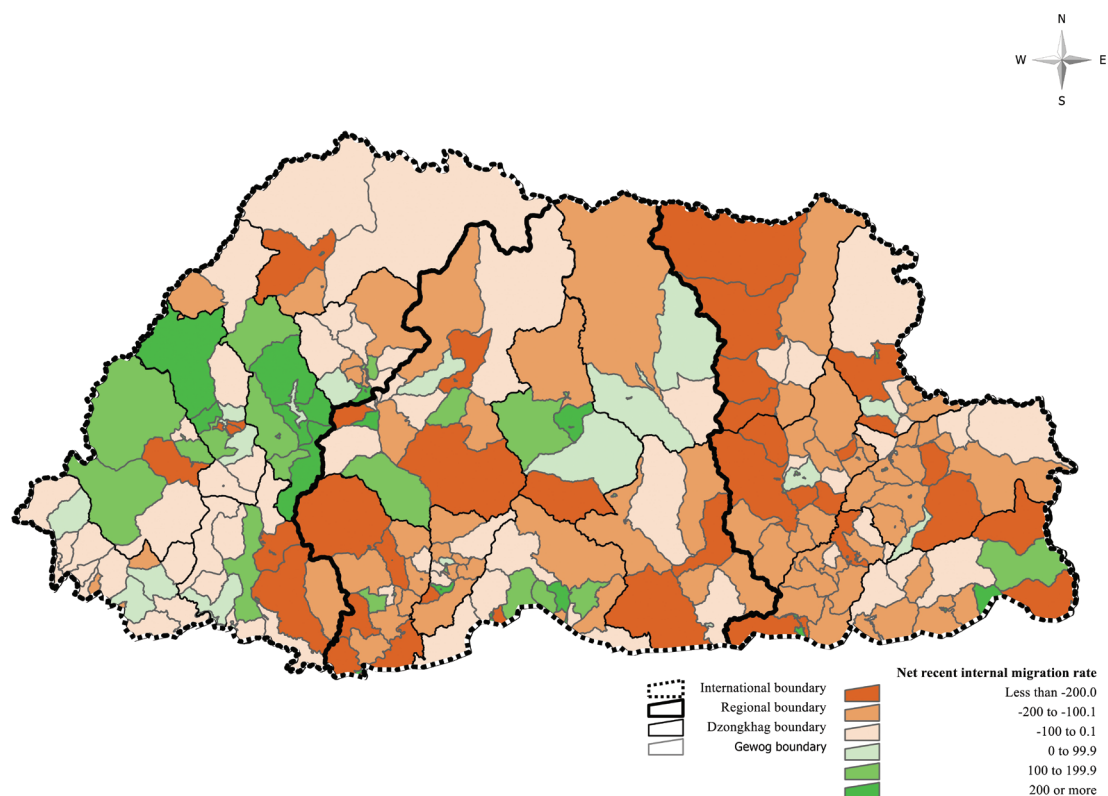 N
W E
S
Net recent internal migration rate
International boundary
Regional boundary
Dzongkhag boundary
Gewog boundary
Less than -200.0
-200 to -100.1
-100 to 0.1
0 to 99.9
100 to 199.9
200 or more